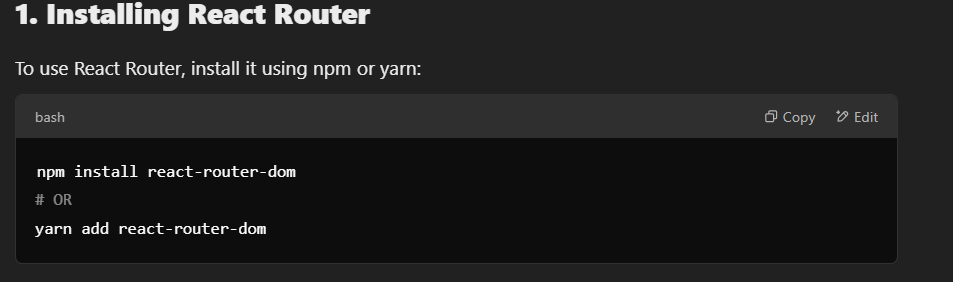 1. Installing React Router
To use React Router, install it using npm or yarn:
bash
Copy
Edit
npm install react-router-dom
# OR
yarn add react-router-dom